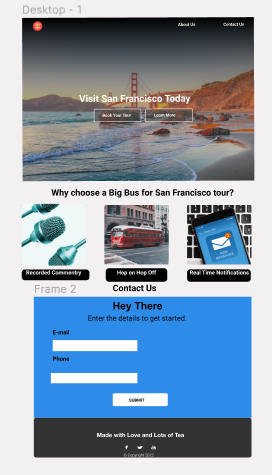 Desktop - 1
About Us
Contact Us
Visit San Francisco Today
Book Your Tour
Learn More
Why choose a Big Bus for San Francisco tour?
Recorded Commentry
Hop on Hop Off
Real Time Notifications
Frame 2
Contact Us
Hey There
Enter the details to get started.
E-mail
Phone
SUBMIT
Made with Love and Lots of Tea